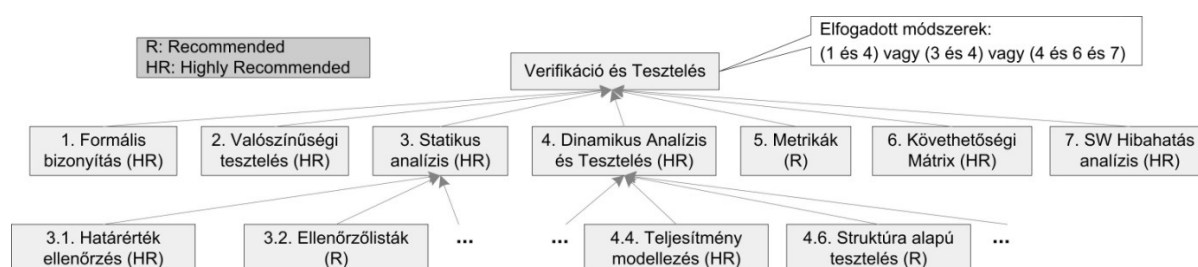 R: Recommended
HR: Highly Recommended
Elfogadott módszerek:
(1 és 4) vagy (3 és 4) vagy (4 és 6 és 7)
Verifikáció és Tesztelés
1. Formális
bizonyítás (HR)
2. Valószínűségi
tesztelés (HR)
3. Statikus
analízis (HR)
4. Dinamikus Analízis
és Tesztelés (HR)
5. Metrikák
(R)
6. Követhetőségi
Mátrix (HR)
7. SW Hibahatás
analízis (HR)
3.1. Határérték
ellenőrzés (HR)
3.2. Ellenőrzőlisták
(R)
...
...
4.4. Teljesítmény
modellezés (HR)
4.6. Struktúra alapú
tesztelés (R)
...